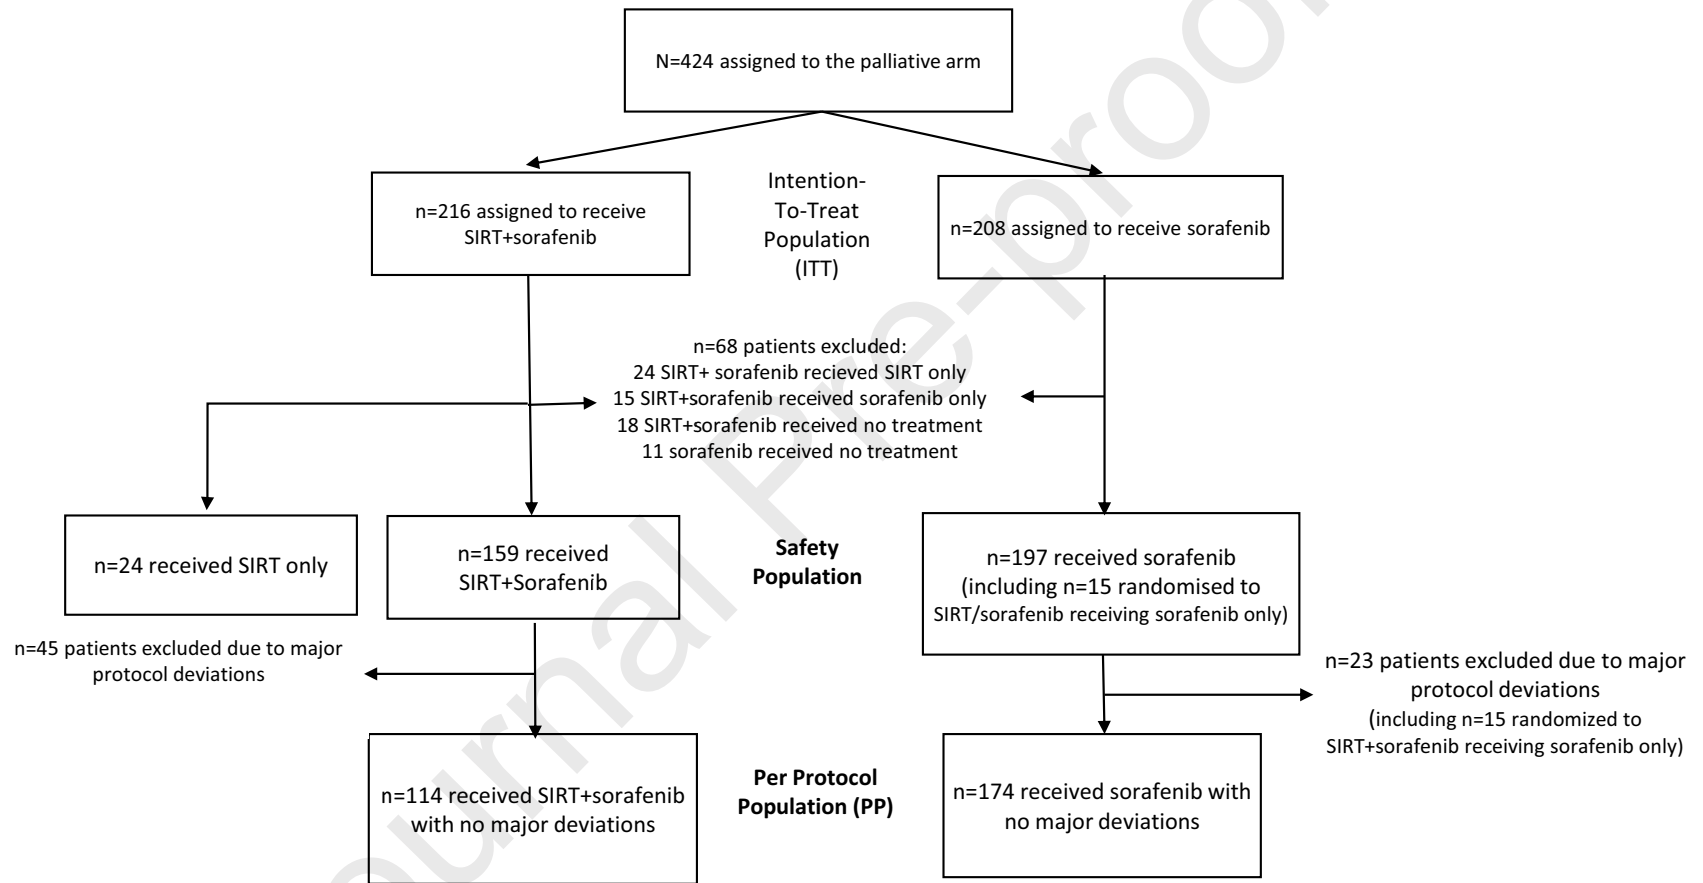 N=424 assigned to the palliative arm
n=216 assigned to receive
SIRT+sorafenib
Intention-
To-Treat
Population
(ITT)
n=208 assigned to receive sorafenib
n=68 patients excluded:
24 SIRT+ sorafenib recieved SIRT only
15 SIRT+sorafenib received sorafenib only
18 SIRT+sorafenib received no treatment
11 sorafenib received no treatment
n=24 received SIRT only
n=159 received
SIRT+Sorafenib
Safety
Population
n=197 received sorafenib
(including n=15 randomised to
SIRT/sorafenib receiving sorafenib only)
n=45 patients excluded due to major
protocol deviations
n=23 patients excluded due to major
protocol deviations
(including n=15 randomized to
SIRT+sorafenib receiving sorafenib only)
n=114 received SIRT+sorafenib
with no major deviations
Per Protocol
Population (PP)
n=174 received sorafenib with
no major deviations
urnal Pre-proo